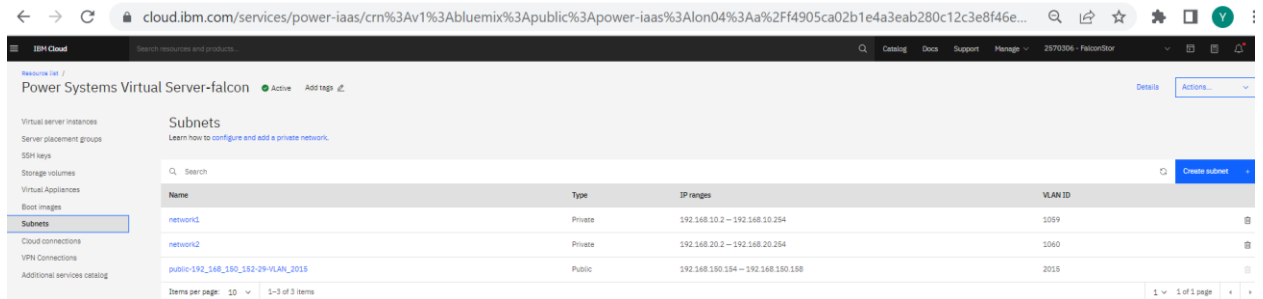 cloud.ibm.com/services/power-iaas/crn%3Av1%3Abluemix%3Apublic%3Apower-iaas%3Alon04%3Aa%2Ff4905ca02b1e4a3eab280c12c3e8f46e...
Y
IBM Cloud Search resources and products... Catalog Docs Support Manage 2570306 - FalconStor
Resource list /
Power Systems Virtual Server-falcon Active Add tags Details Actions...
Virtual server instances
Server placement groups
SSH keys
Storage volumes
Virtual Appliances
Boot images
Subnets
Cloud connections
VPN Connections
Additional services catalog
Subnets
Learn how to configure and add a private network.
Search Create subnet +
Name Type IP ranges VLAN ID
network1 Private 192.168.10.2 — 192.168.10.254 1059
network2 Private 192.168.20.2 — 192.168.20.254 1060
public-192_168_150_152-29-VLAN_2015 Public 192.168.150.154 — 192.168.150.158 2015
Items per page: 10 1–3 of 3 items 1 1 of 1 page